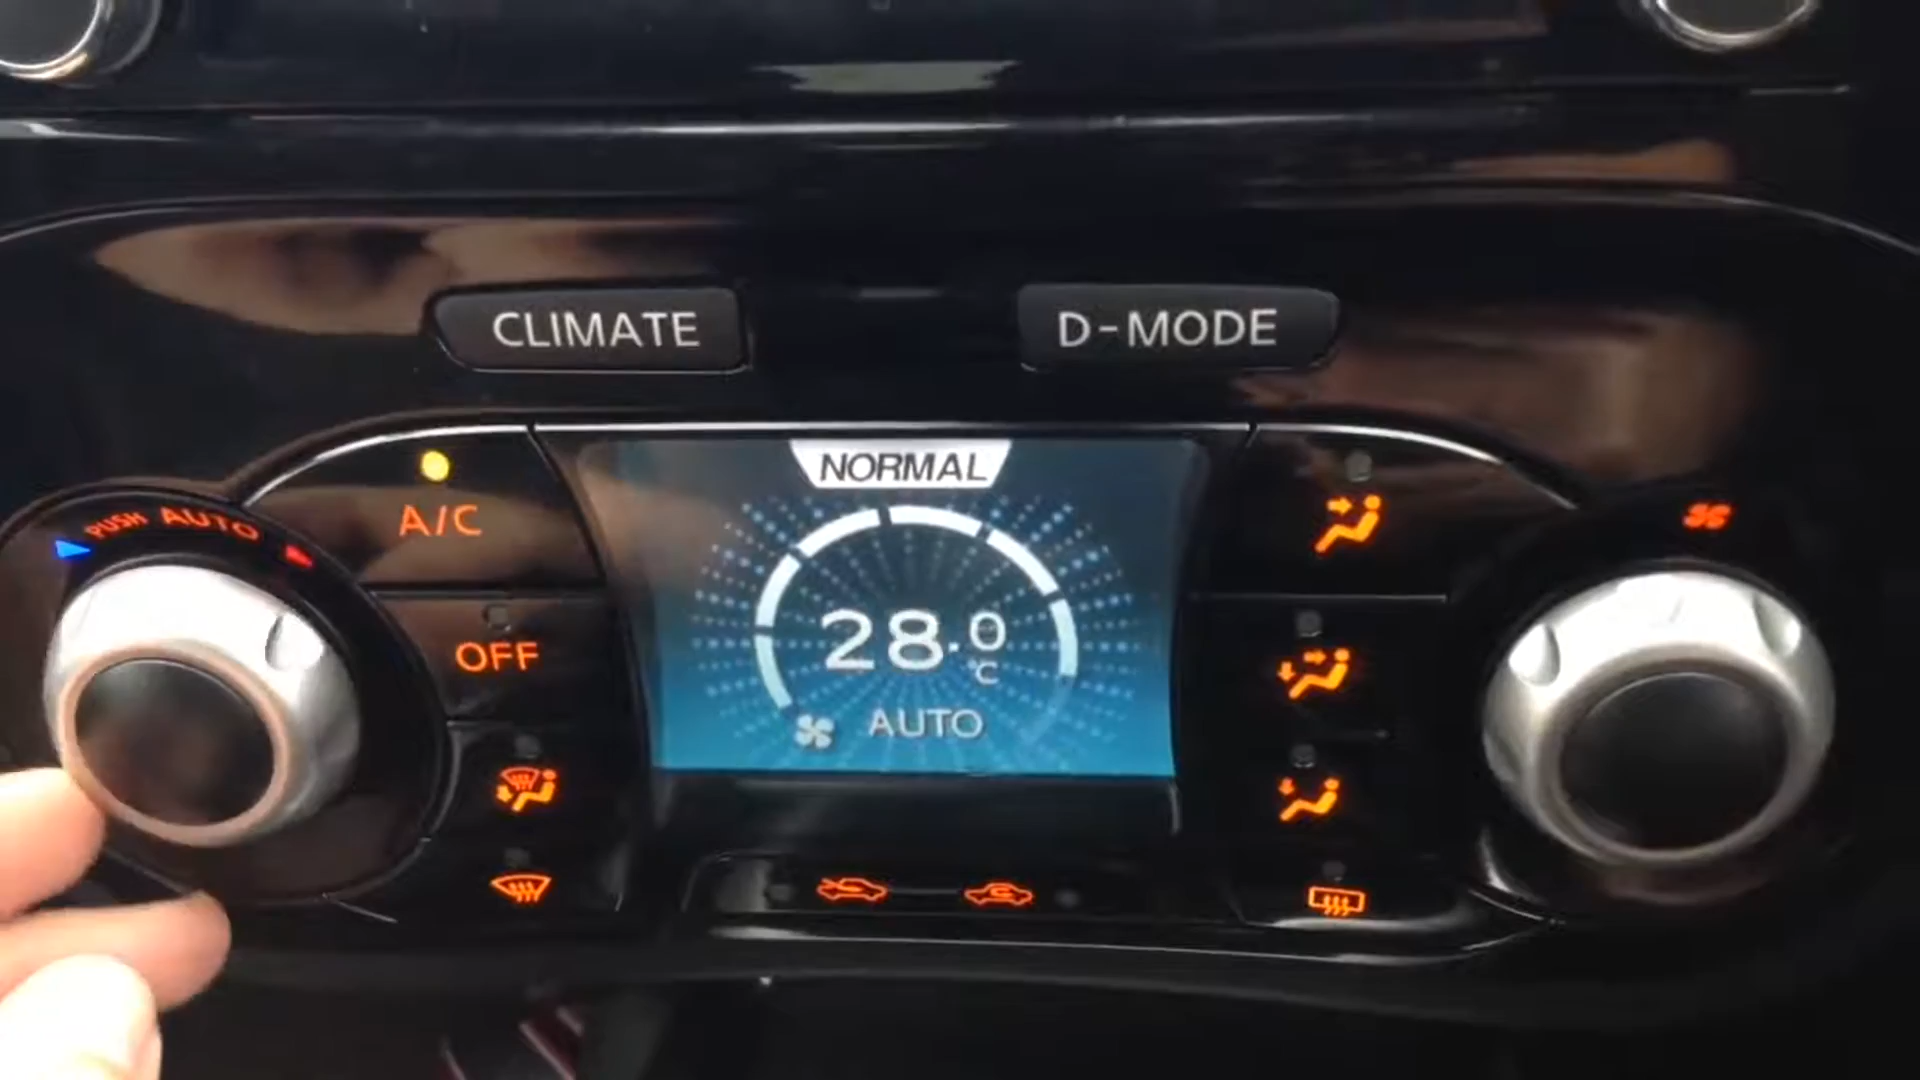 CLIMATE
D-MODE
NORMAL
A/C
PUSH AUTO
28.0
°C
OFF
AUTO